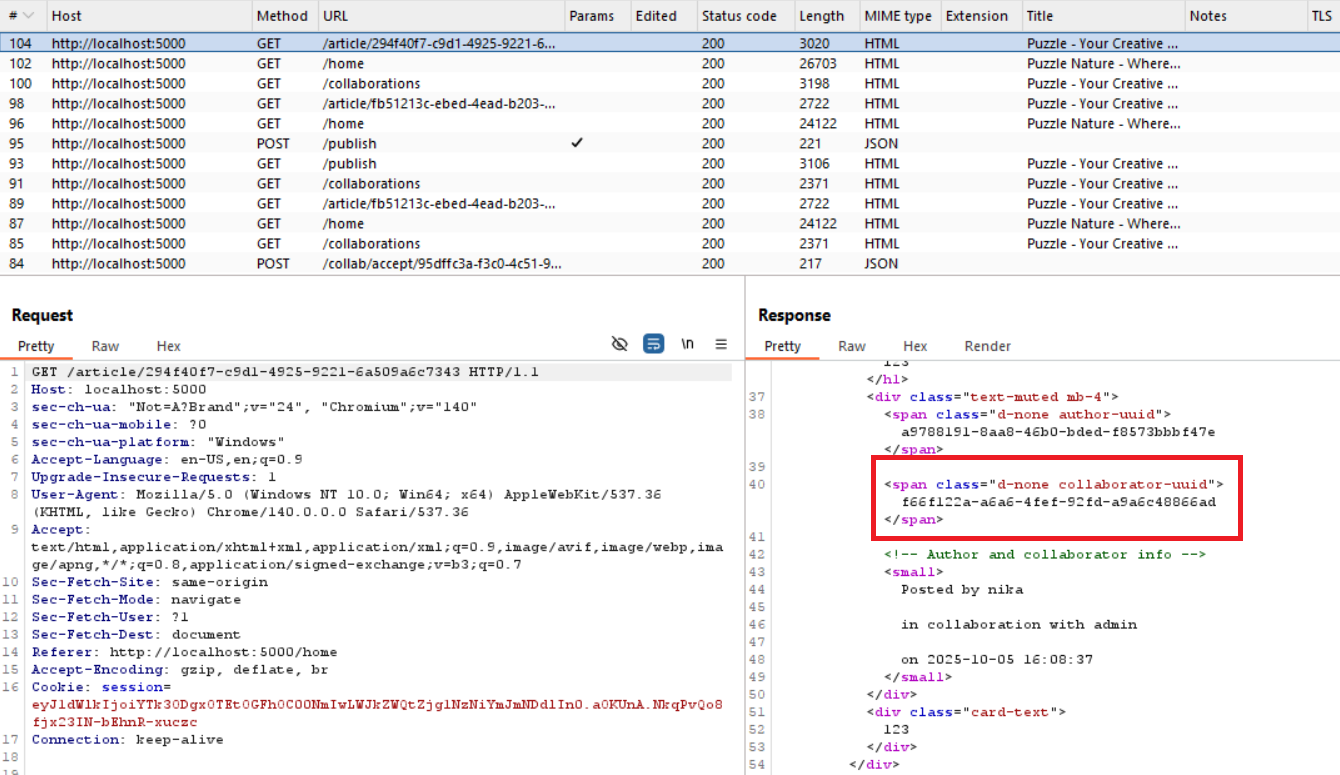 # Host Method URL Params Edited Status code Length MIME type Extension Title Notes TLS
104 http://localhost:5000 GET /article/294f40f7-c9d1-4925-9221-6... 200 3020 HTML Puzzle - Your Creative ...
102 http://localhost:5000 GET /home 200 26703 HTML Puzzle Nature - Where...
100 http://localhost:5000 GET /collaborations 200 3198 HTML Puzzle - Your Creative ...
98 http://localhost:5000 GET /article/fb51213c-ebed-4ead-b203-... 200 2722 HTML Puzzle - Your Creative ...
96 http://localhost:5000 GET /home 200 24122 HTML Puzzle Nature - Where...
95 http://localhost:5000 POST /publish ✓ 200 221 JSON
93 http://localhost:5000 GET /publish 200 3106 HTML Puzzle - Your Creative ...
91 http://localhost:5000 GET /collaborations 200 2371 HTML Puzzle - Your Creative ...
89 http://localhost:5000 GET /article/fb51213c-ebed-4ead-b203-... 200 2722 HTML Puzzle - Your Creative ...
87 http://localhost:5000 GET /home 200 24122 HTML Puzzle Nature - Where...
85 http://localhost:5000 GET /collaborations 200 2371 HTML Puzzle - Your Creative ...
84 http://localhost:5000 POST /collab/accept/95dffc3a-f3c0-4c51-9... 200 217 JSON
Request
Pretty Raw Hex \n
1 GET /article/294f40f7-c9d1-4925-9221-6a509a6c7343 HTTP/1.1
2 Host: localhost:5000
3 sec-ch-ua: "Not=A?Brand";v="24", "Chromium";v="140"
4 sec-ch-ua-mobile: ?0
5 sec-ch-ua-platform: "Windows"
6 Accept-Language: en-US,en;q=0.9
7 Upgrade-Insecure-Requests: 1
8 User-Agent: Mozilla/5.0 (Windows NT 10.0; Win64; x64) AppleWebKit/537.36
(KHTML, like Gecko) Chrome/140.0.0.0 Safari/537.36
9 Accept:
text/html,application/xhtml+xml,application/xml;q=0.9,image/avif,image/webp,ima
ge/apng,*/*;q=0.8,application/signed-exchange;v=b3;q=0.7
10 Sec-Fetch-Site: same-origin
11 Sec-Fetch-Mode: navigate
12 Sec-Fetch-User: ?1
13 Sec-Fetch-Dest: document
14 Referer: http://localhost:5000/home
15 Accept-Encoding: gzip, deflate, br
16 Cookie: session=
17 Connection: keep-alive
18
19
Response
Pretty Raw Hex Render
123
</h1>
37 <div class="text-muted mb-4">
38 <span class="d-none author-uuid">
a9788191-8aa8-46b0-bded-f8573bbbf47e
</span>
39
40 <span class="d-none collaborator-uuid">
f66f122a-a6a6-4fef-92fd-a9a6c48866ad
</span>
41
42 <!-- Author and collaborator info -->
43 <small>
44 Posted by nika
45
46 in collaboration with admin
47
48 on 2025-10-05 16:08:37
49 </small>
50 </div>
51 <div class="card-text">
52 123
53 </div>
54 </div>